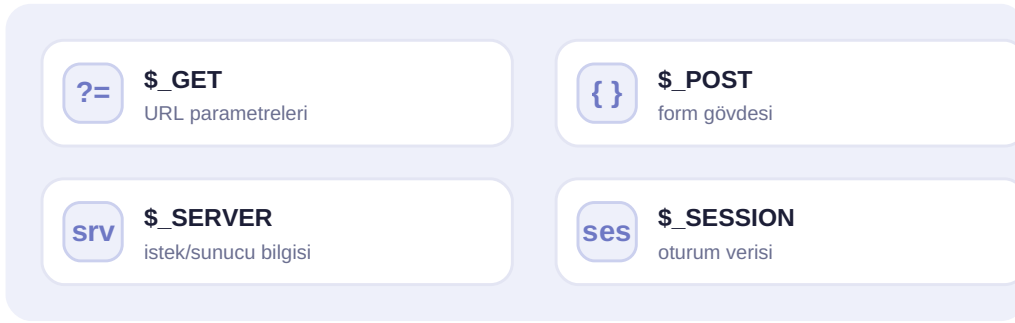 ?=
$_GET
URL parametreleri
{ }
$_POST
form gövdesi
srv
$_SERVER
istek/sunucu bilgisi
ses
$_SESSION
oturum verisi